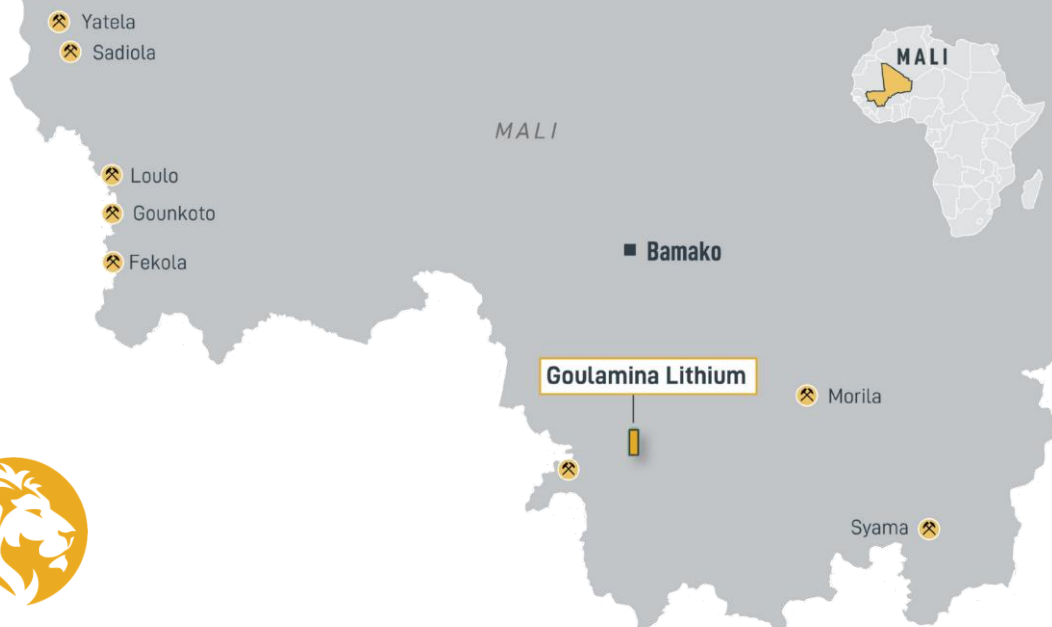 Yatela
Sadiola
MALI
MALI
Loulo
Gounkoto
Bamako
Fekola
Goulamina Lithium
Morila
Syama